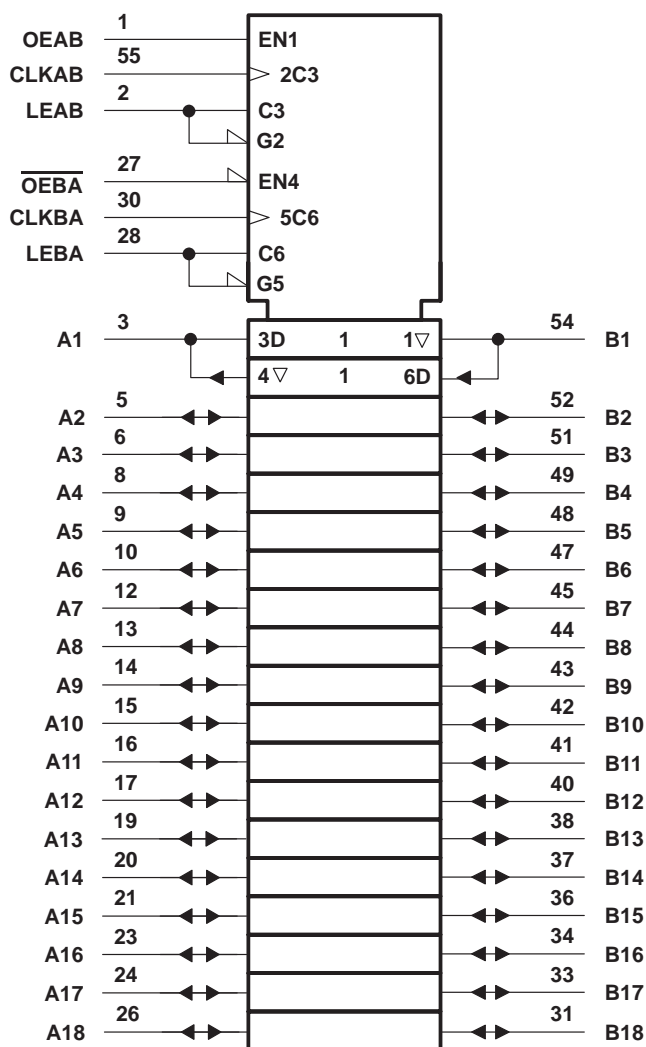 1
OEAB EN1
55
CLKAB 2C3
2
LEAB C3
G2
27
OEBA EN4
30
CLKBA 5C6
28
LEBA C6
G5
3 54
A1 3D 1 1▽ B1
4▽ 1 6D
5 52
A2 B2
6 51
A3 B3
8 49
A4 B4
9 48
A5 B5
10 47
A6 B6
12 45
A7 B7
13 44
A8 B8
14 43
A9 B9
15 42
A10 B10
16 41
A11 B11
17 40
A12 B12
19 38
A13 B13
20 37
A14 B14
21 36
A15 B15
23 34
A16 B16
24 33
A17 B17
26 31
A18 B18